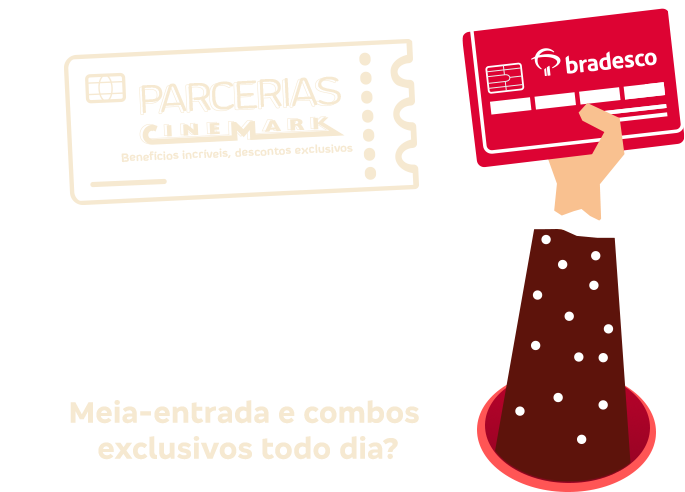 PARCERIAS
CINEMARK
Benefícios incríveis, descontos exclusivos
bradesco
Meia-entrada e combos
exclusivos todo dia?